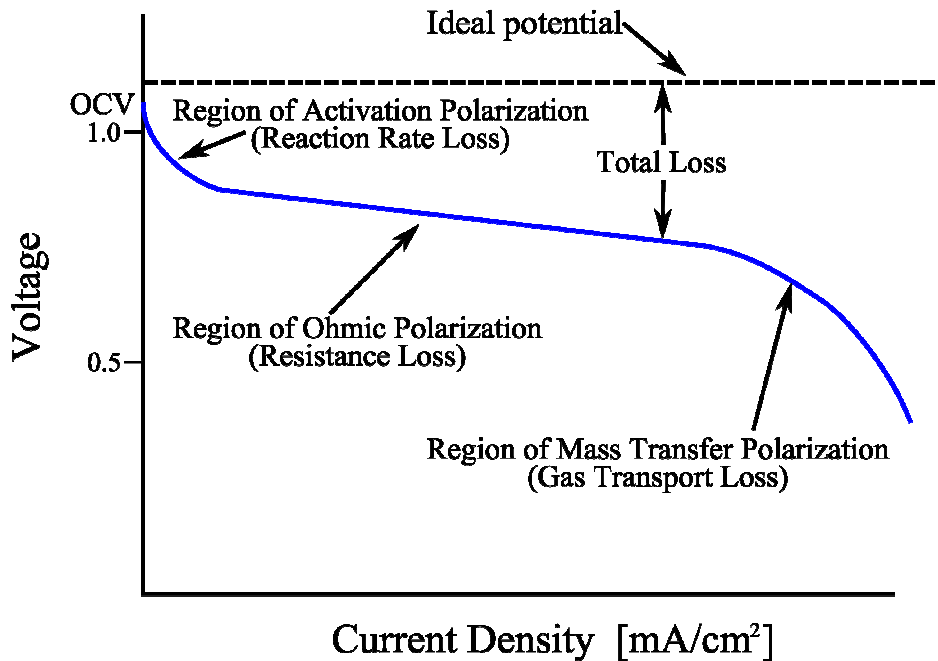 Ideal potential
OCV
Region of Activation Polarization
(Reaction Rate Loss)
1.0
Total Loss
Voltage
Region of Ohmic Polarization
(Resistance Loss)
0.5
Region of Mass Transfer Polarization
(Gas Transport Loss)
Current Density [mA/cm²]